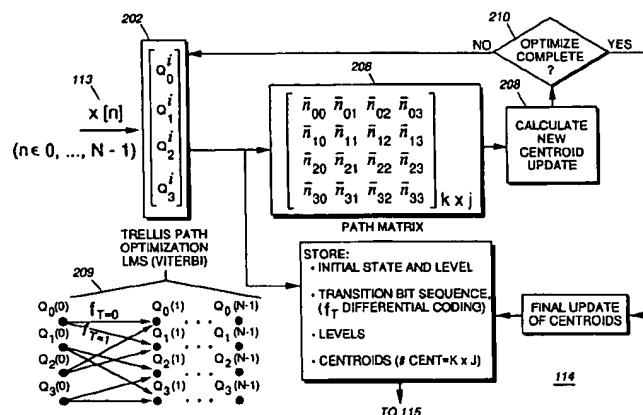 202
113
x [n]
(n ∈ 0, ..., N - 1)
Q₀ⁱ
Q₁ⁱ
Q₂ⁱ
Q₃ⁱ
TRELLIS PATH
OPTIMIZATION
LMS (VITERBI)
208
n̄₀₀ n̄₀₁ n̄₀₂ n̄₀₃
n̄₁₀ n̄₁₁ n̄₁₂ n̄₁₃
n̄₂₀ n̄₂₁ n̄₂₂ n̄₂₃
n̄₃₀ n̄₃₁ n̄₃₂ n̄₃₃
k x j
PATH MATRIX
210
NO
OPTIMIZE
COMPLETE
?
YES
208
CALCULATE
NEW
CENTROID
UPDATE
209
Q₀(0) fT=0 Q₀(1) Q₀(N-1)
fT=1
Q₁(0) Q₁(1) Q₁(N-1)
Q₂(0) Q₂(1) Q₂(N-1)
Q₃(0) Q₃(1) Q₃(N-1)
STORE:
• INITIAL STATE AND LEVEL
• TRANSITION BIT SEQUENCE,
(fT DIFFERENTIAL CODING)
• LEVELS
• CENTROIDS (# CENT=K x J)
FINAL UPDATE
OF CENTROIDS
114
TO 115